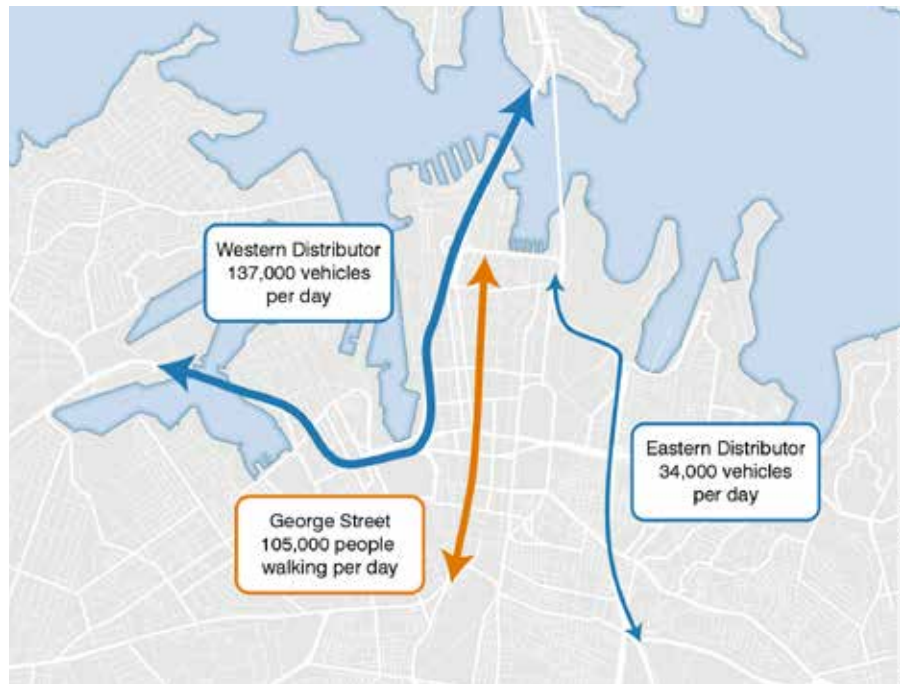 Western Distributor
137,000 vehicles
per day
Eastern Distributor
34,000 vehicles
per day
George Street
105,000 people
walking per day